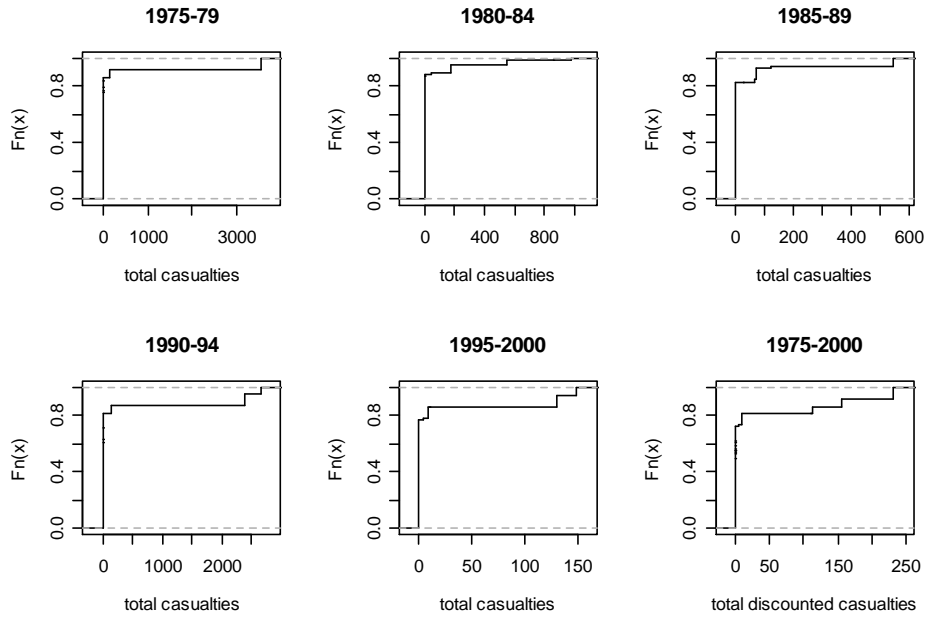 1975-79
1980-84
1985-89
Fn(x)
0.0 0.4 0.8
0 1000 3000
total casualties
Fn(x)
0.0 0.4 0.8
0 400 800
total casualties
Fn(x)
0.0 0.4 0.8
0 200 400 600
total casualties
1990-94
1995-2000
1975-2000
Fn(x)
0.0 0.4 0.8
0 1000 2000
total casualties
Fn(x)
0.0 0.4 0.8
0 50 100 150
total casualties
Fn(x)
0.0 0.4 0.8
0 50 150 250
total discounted casualties